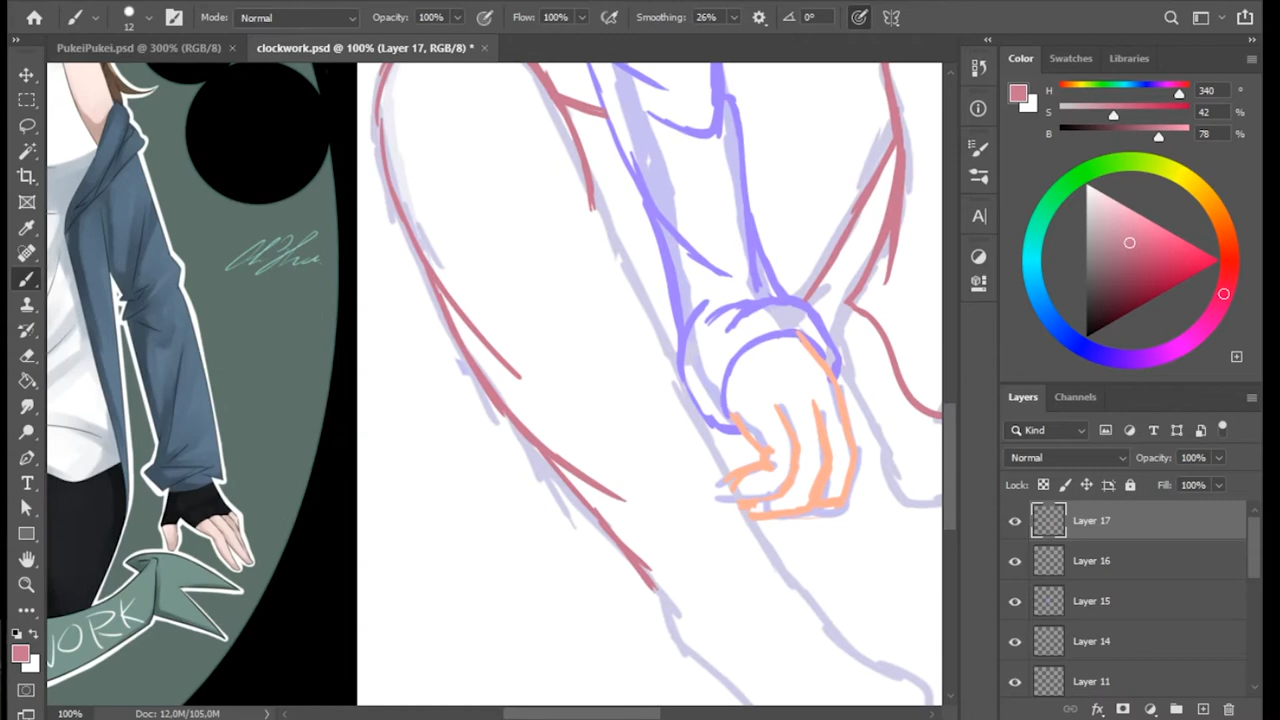 12
Mode: Normal
Opacity: 100%
Flow: 100%
Smoothing: 26%
0°
PukeiPukei.psd @ 300% (RGB/8) ×
clockwork.psd @ 100% (Layer 17, RGB/8) * ×
Color
Swatches
Libraries
H 340 °
S 42 %
B 78 %
WORK
Layers
Channels
Kind
Normal
Opacity: 100%
Lock:
Fill: 100%
Layer 17
Layer 16
Layer 15
Layer 14
Layer 11
100%
Doc: 12.0M/105.0M